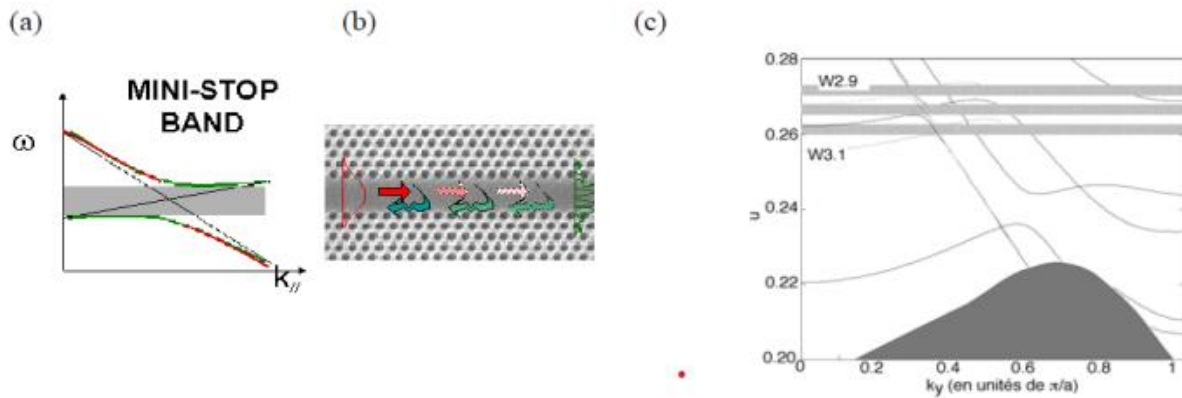 (a)
MINI-STOP
BAND
ω
k//
(b)
(c)
0.28
W2.9
0.26
W3.1
0.24
u
0.22
0.20
0 0.2 0.4 0.6 0.8 1
ky (en unités de π/a)